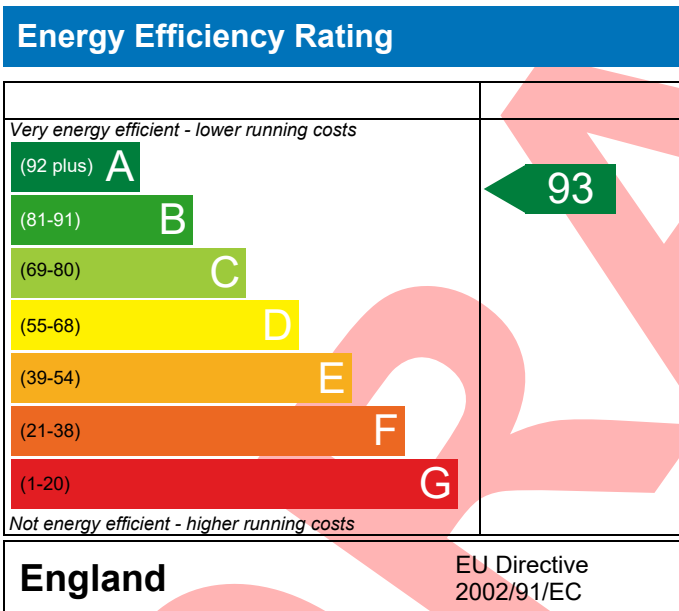 Energy Efficiency Rating
Very energy efficient - lower running costs
(92 plus) A
93
(81-91) B
(69-80) C
(55-68) D
(39-54) E
(21-38) F
(1-20) G
Not energy efficient - higher running costs
England
EU Directive
2002/91/EC